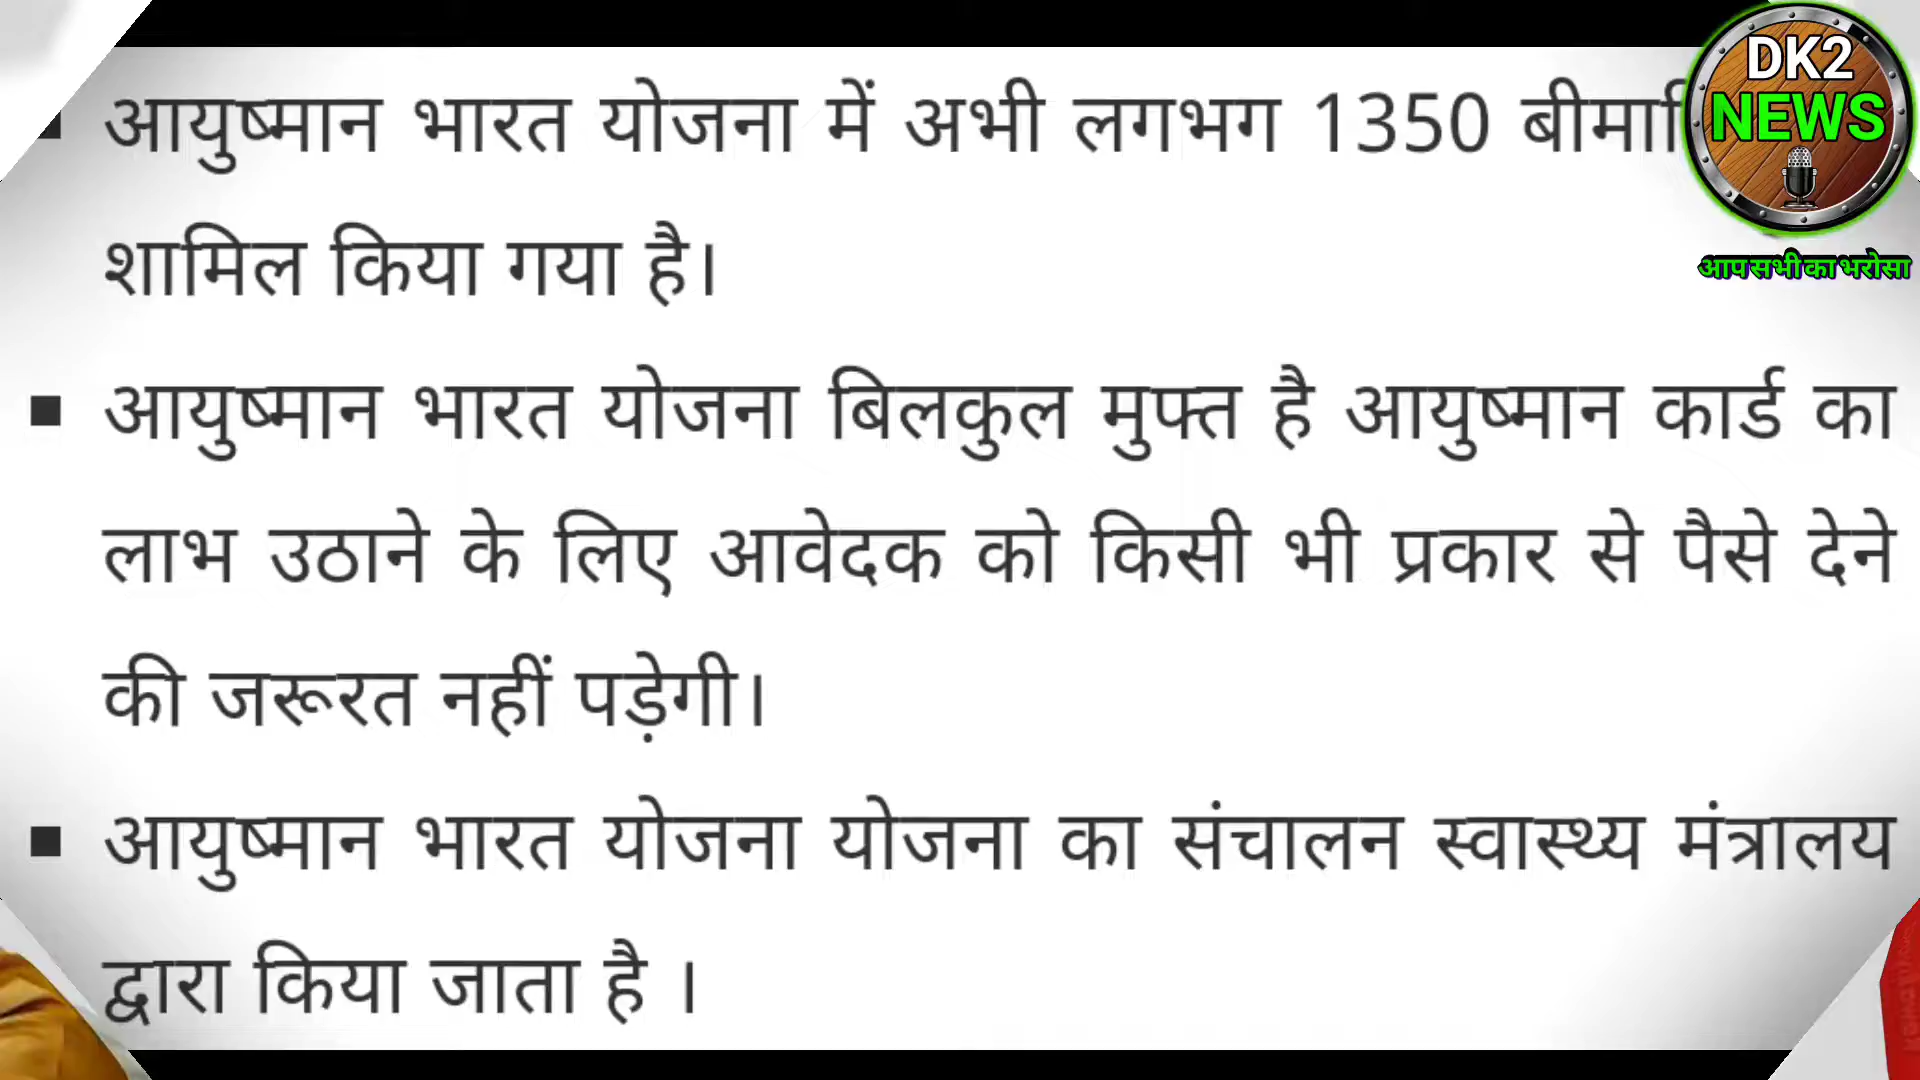 आयुष्मान भारत योजना में अभी लगभग 1350
शामिल किया गया है।
आयुष्मान भारत योजना बिलकुल मुफ्त है आयुष्मान कार्ड का
लाभ उठाने के लिए आवेदक को किसी भी प्रकार से पैसे देने
की जरूरत नहीं पड़ेगी।
आयुष्मान भारत योजना योजना का संचालन स्वास्थ्य मंत्रालय
द्वारा किया जाता है ।
DK2
NEWS
आप सभी का भरोसा